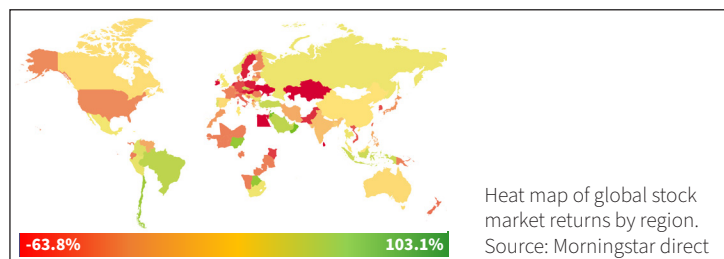 Heat map of global stock
market returns by region.
Source: Morningstar direct
-63.8% 103.1%